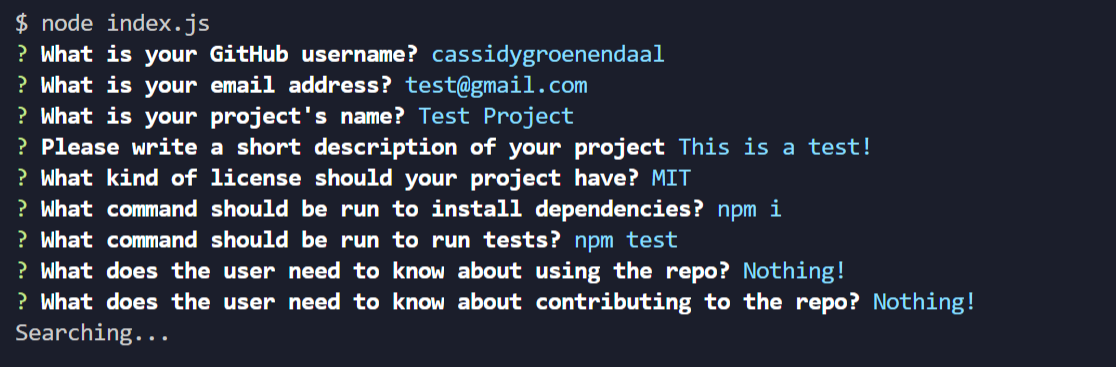 $ node index.js
? What is your GitHub username? cassidygroenendaal
? What is your email address? test@gmail.com
? What is your project's name? Test Project
? Please write a short description of your project This is a test!
? What kind of license should your project have? MIT
? What command should be run to install dependencies? npm i
? What command should be run to run tests? npm test
? What does the user need to know about using the repo? Nothing!
? What does the user need to know about contributing to the repo? Nothing!
Searching...